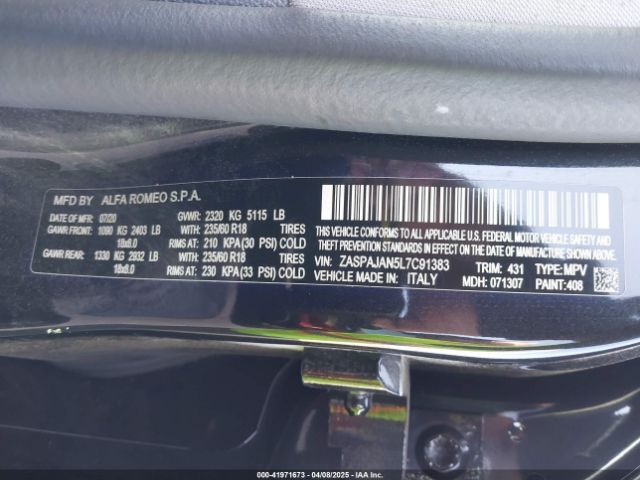 MFD BY ALFA ROMEO S.P.A.
DATE OF MFD: 07/20 GVWR: 2320 KG 5115 LB
GAWR FRONT: 1090 KG 2403 LB WITH: 235/60 R18 TIRES
18x8.0 RIMS AT: 210 KPA(30 PSI) COLD
GAWR REAR: 1330 KG 2932 LB WITH: 235/60 R18 TIRES
18x8.0 RIMS AT: 230 KPA(33 PSI) COLD
THIS VEHICLE CONFORMS TO ALL APPLICABLE U.S. FEDERAL MOTOR VEHICLE SAFETY, BUMPER, AND
THEFT PREVENTION STANDARDS IN EFFECT ON THE DATE OF MANUFACTURE SHOWN ABOVE.
VIN: ZASPAJAN5L7C91383 TRIM: 431 TYPE: MPV
VEHICLE MADE IN: ITALY MDH: 071307 PAINT: 408
000-41971673 04/08/2025 IAA Inc.